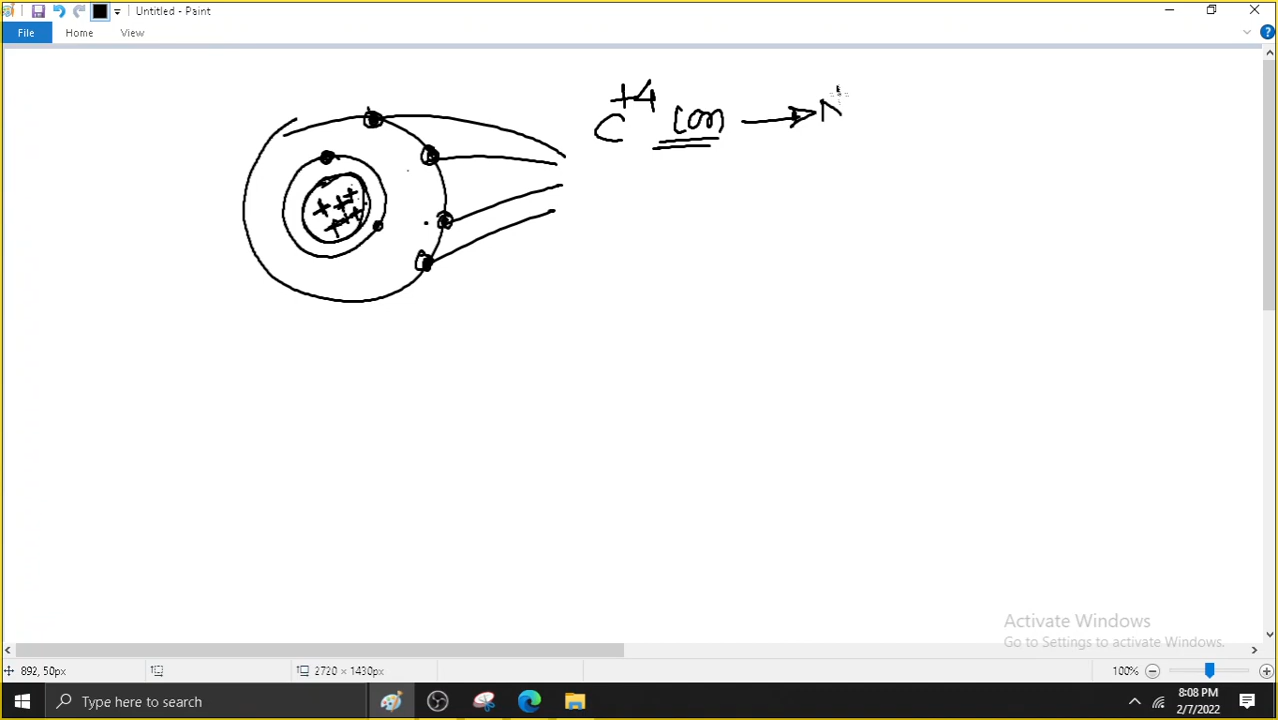 Untitled - Paint
File Home View
C+4 ion → N
+ + +
+ + +
Activate Windows
Go to Settings to activate Windows.
892, 50px 2720 × 1430px 100%
Type here to search 8:08 PM
2/7/2022